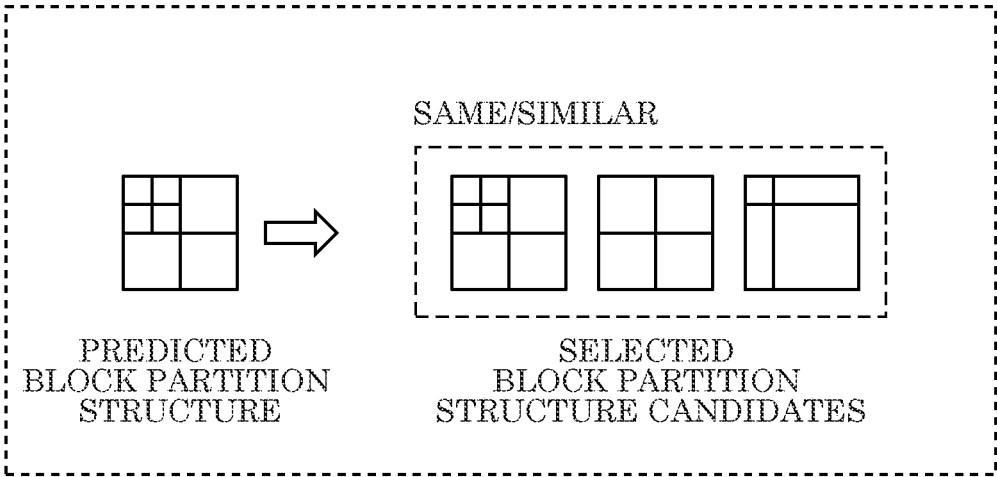 SAME/SIMILAR
PREDICTED
BLOCK PARTITION
STRUCTURE
SELECTED
BLOCK PARTITION
STRUCTURE CANDIDATES